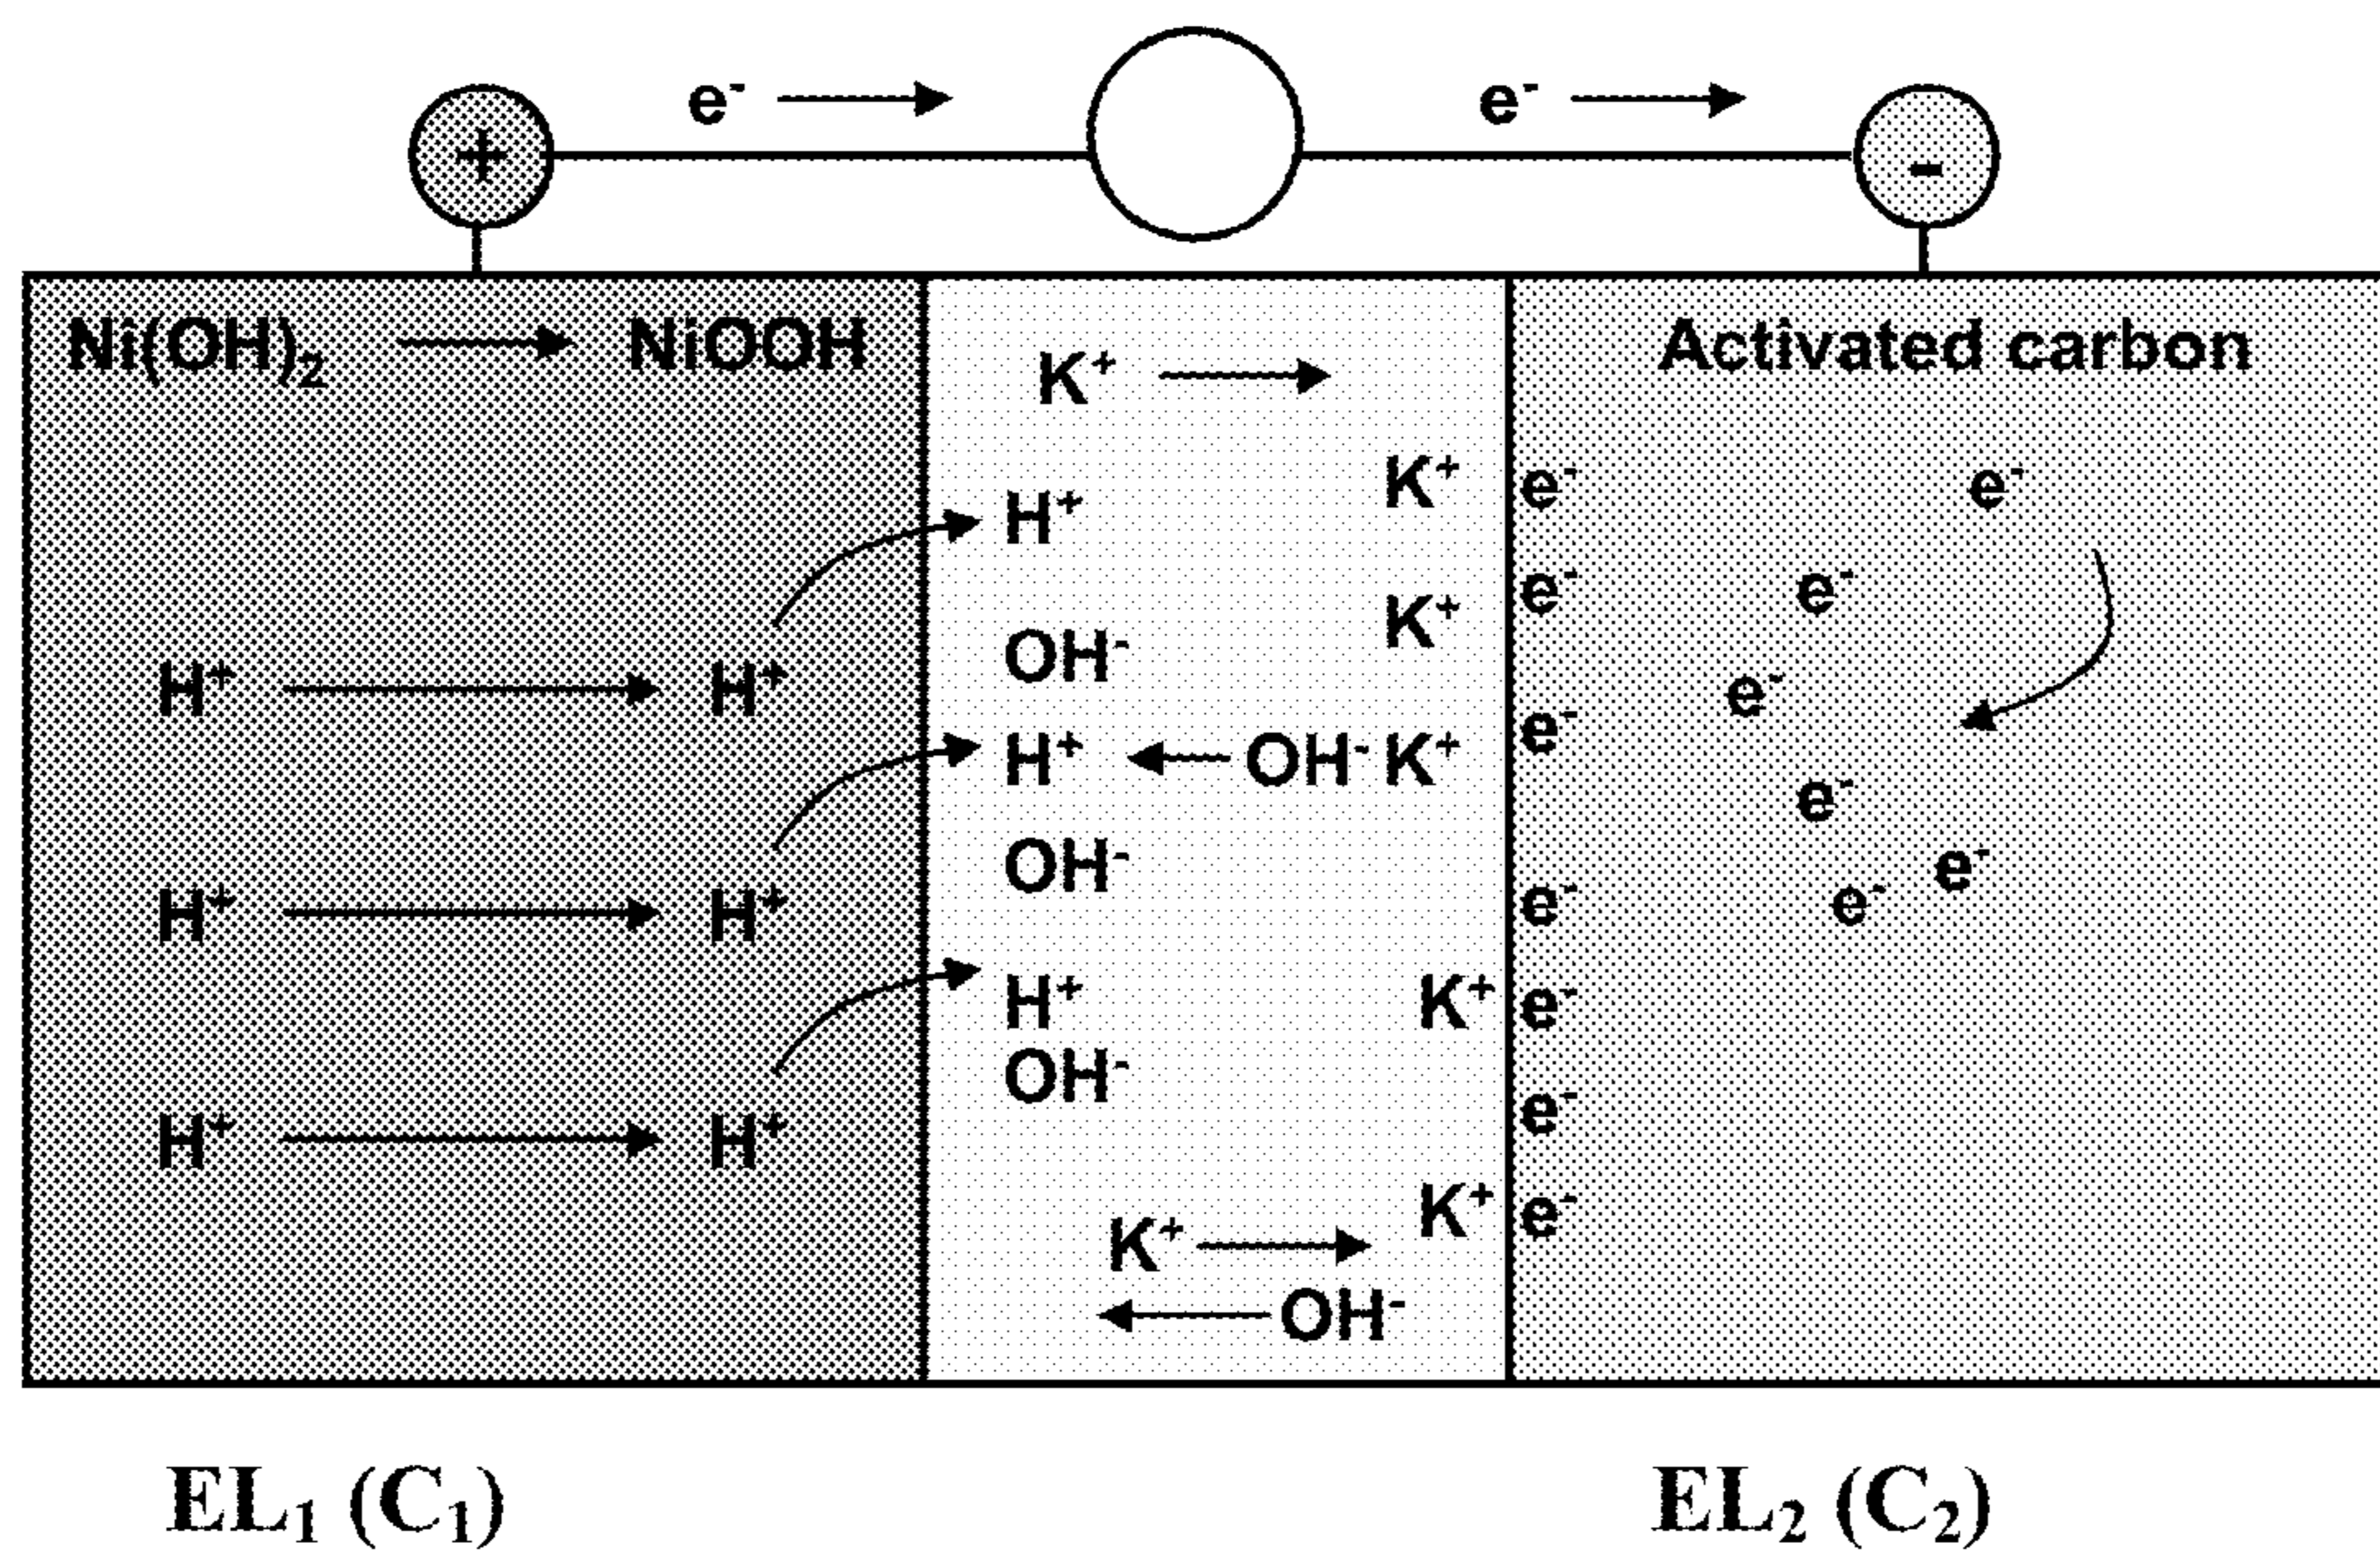 e⁻ e⁻
+ -
Ni(OH)₂ NiOOH Activated carbon
K⁺
K⁺ e⁻ e⁻
H⁺
e⁻ e⁻
K⁺
OH⁻
H⁺ H⁺ e⁻
e⁻
H⁺ OH⁻ K⁺
e⁻
OH⁻ e⁻
H⁺ H⁺ e⁻ e⁻
H⁺ K⁺ e⁻
OH⁻
H⁺ H⁺ e⁻
K⁺ e⁻
K⁺
OH⁻
EL₁ (C₁) EL₂ (C₂)